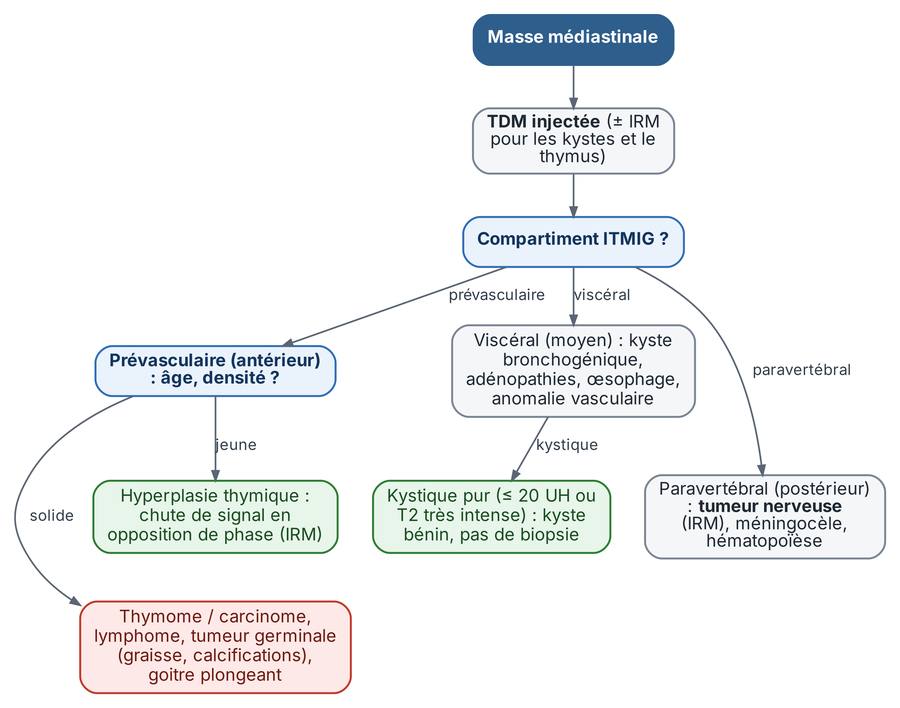 Masse médiastinale
TDM injectée (± IRM
pour les kystes et le
thymus)
Compartiment ITMIG ?
prévasculaire
viscéral
paravertébral
Prévasculaire (antérieur)
: âge, densité ?
Viscéral (moyen) : kyste
bronchogénique,
adénopathies, œsophage,
anomalie vasculaire
solide
jeune
kystique
Hyperplasie thymique :
chute de signal en
opposition de phase (IRM)
Kystique pur (≤ 20 UH ou
T2 très intense) : kyste
bénin, pas de biopsie
Paravertébral (postérieur)
: tumeur nerveuse
(IRM), méningocèle,
hématopoïèse
Thymome / carcinome,
lymphome, tumeur germinale
(graisse, calcifications),
goitre plongeant